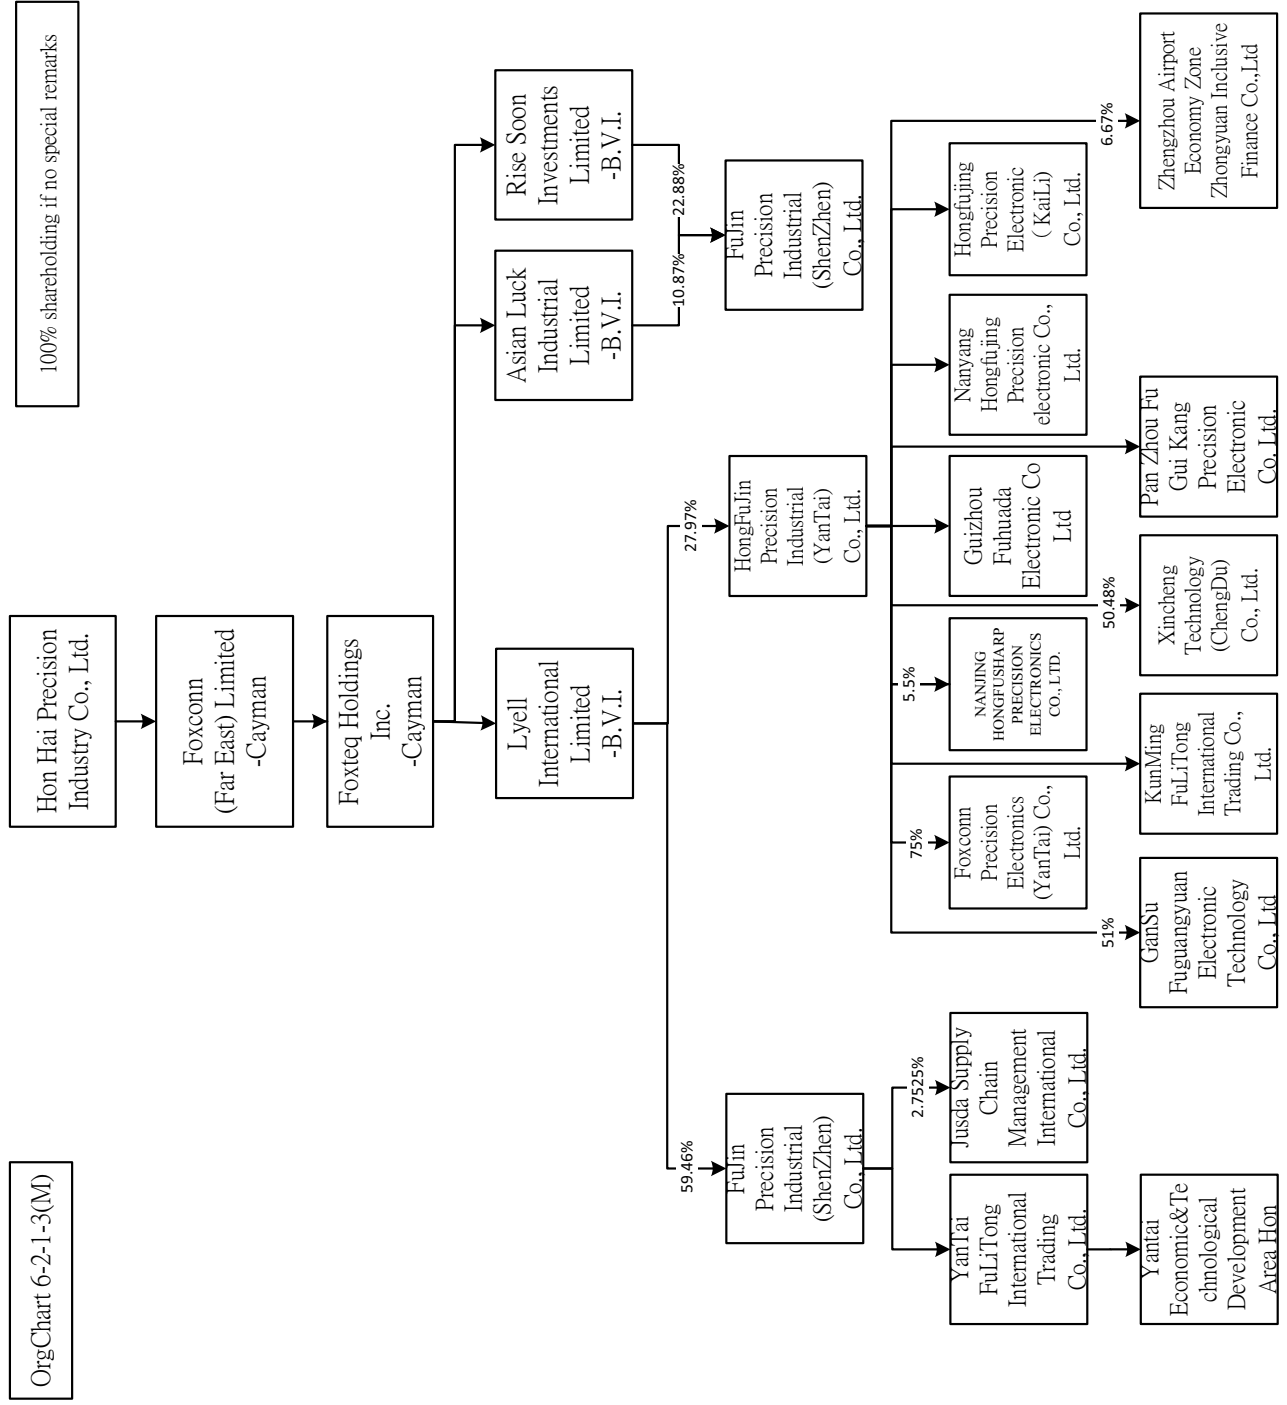 OrgChart 6-2-1-3(M)
100% shareholding if no special remarks
Hon Hai Precision
Industry Co., Ltd.
Foxconn
(Far East) Limited
-Cayman
Foxteq Holdings
Inc.
-Cayman
Lyell
International
Limited
-B.V.I.
Asian Luck
Industrial
Limited
-B.V.I.
Rise Soon
Investments
Limited
-B.V.I.
59.46%
27.97%
10.87%
22.88%
FuJin
Precision
Industrial
(ShenZhen)
Co., Ltd.
HongFuJin
Precision
Industrial
(YanTai)
Co., Ltd.
FuJin
Precision
Industrial
(ShenZhen)
Co., Ltd.
2.7525%
75%
5.5%
YanTai
FuLiTong
International
Trading
Co., Ltd.
Jusda Supply
Chain
Management
International
Co., Ltd.
Foxconn
Precision
Electronics
(YanTai) Co.,
Ltd.
NANJING
HONGFUSHARP
PRECISION
ELECTRONICS
CO., LTD.
Guizhou
Fuhuada
Electronic Co
Ltd
Nanyang
Hongfujing
Precision
electronic Co.,
Ltd.
Hongfujing
Precision
Electronic
( KaiLi)
Co., Ltd.
51%
50.48%
6.67%
Yantai
Economic&Te
chnological
Development
Area Hon
GanSu
Fuguangyuan
Electronic
Technology
Co., Ltd
KunMing
FuLiTong
International
Trading Co.,
Ltd.
Xincheng
Technology
(ChengDu)
Co., Ltd.
Pan Zhou Fu
Gui Kang
Precision
Electronic
Co. Ltd.
Zhengzhou Airport
Economy Zone
Zhongyuan Inclusive
Finance Co.,Ltd